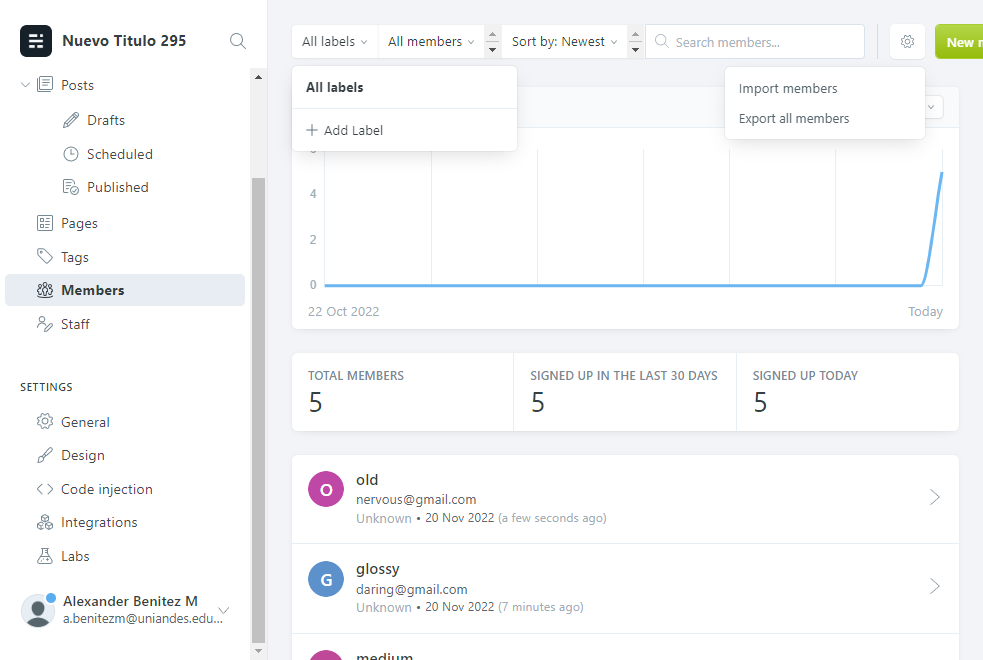 Nuevo Titulo 295
Posts
Drafts
Scheduled
Published
Pages
Tags
Members
Staff
SETTINGS
General
Design
Code injection
Integrations
Labs
Alexander Benitez M
a.benitezm@uniandes.edu...
All labels
All members
Sort by: Newest
Search members...
New
All labels
Add Label
Import members
Export all members
4
2
0
22 Oct 2022
Today
TOTAL MEMBERS
5
SIGNED UP IN THE LAST 30 DAYS
5
SIGNED UP TODAY
5
O
old
nervous@gmail.com
Unknown • 20 Nov 2022 (a few seconds ago)
G
glossy
daring@gmail.com
Unknown • 20 Nov 2022 (7 minutes ago)
medium